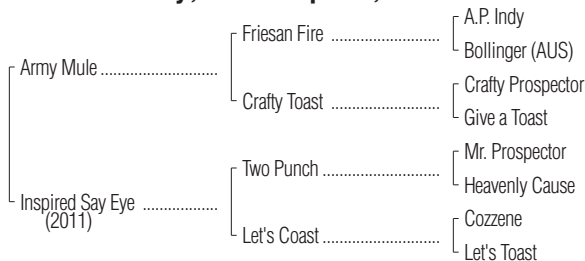 Friesan Fire ........................
A.P. Indy
Bollinger (AUS)
Army Mule ..........................
Crafty Toast ........................
Crafty Prospector
Give a Toast
Two Punch ..........................
Mr. Prospector
Heavenly Cause
Inspired Say Eye .................
(2011)
Let's Coast ..........................
Cozzene
Let's Toast